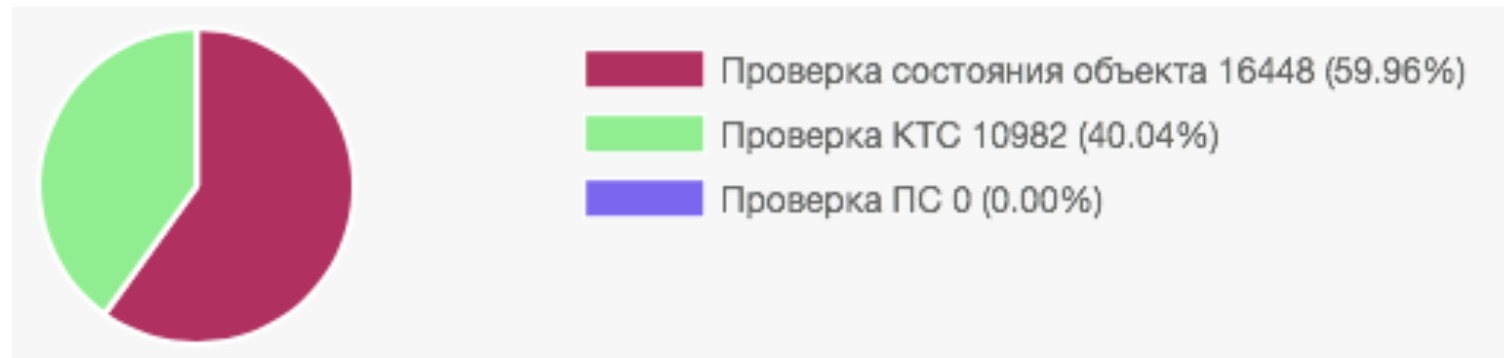 Проверка состояния объекта 16448 (59.96%)
Проверка КТС 10982 (40.04%)
Проверка ПС 0 (0.00%)